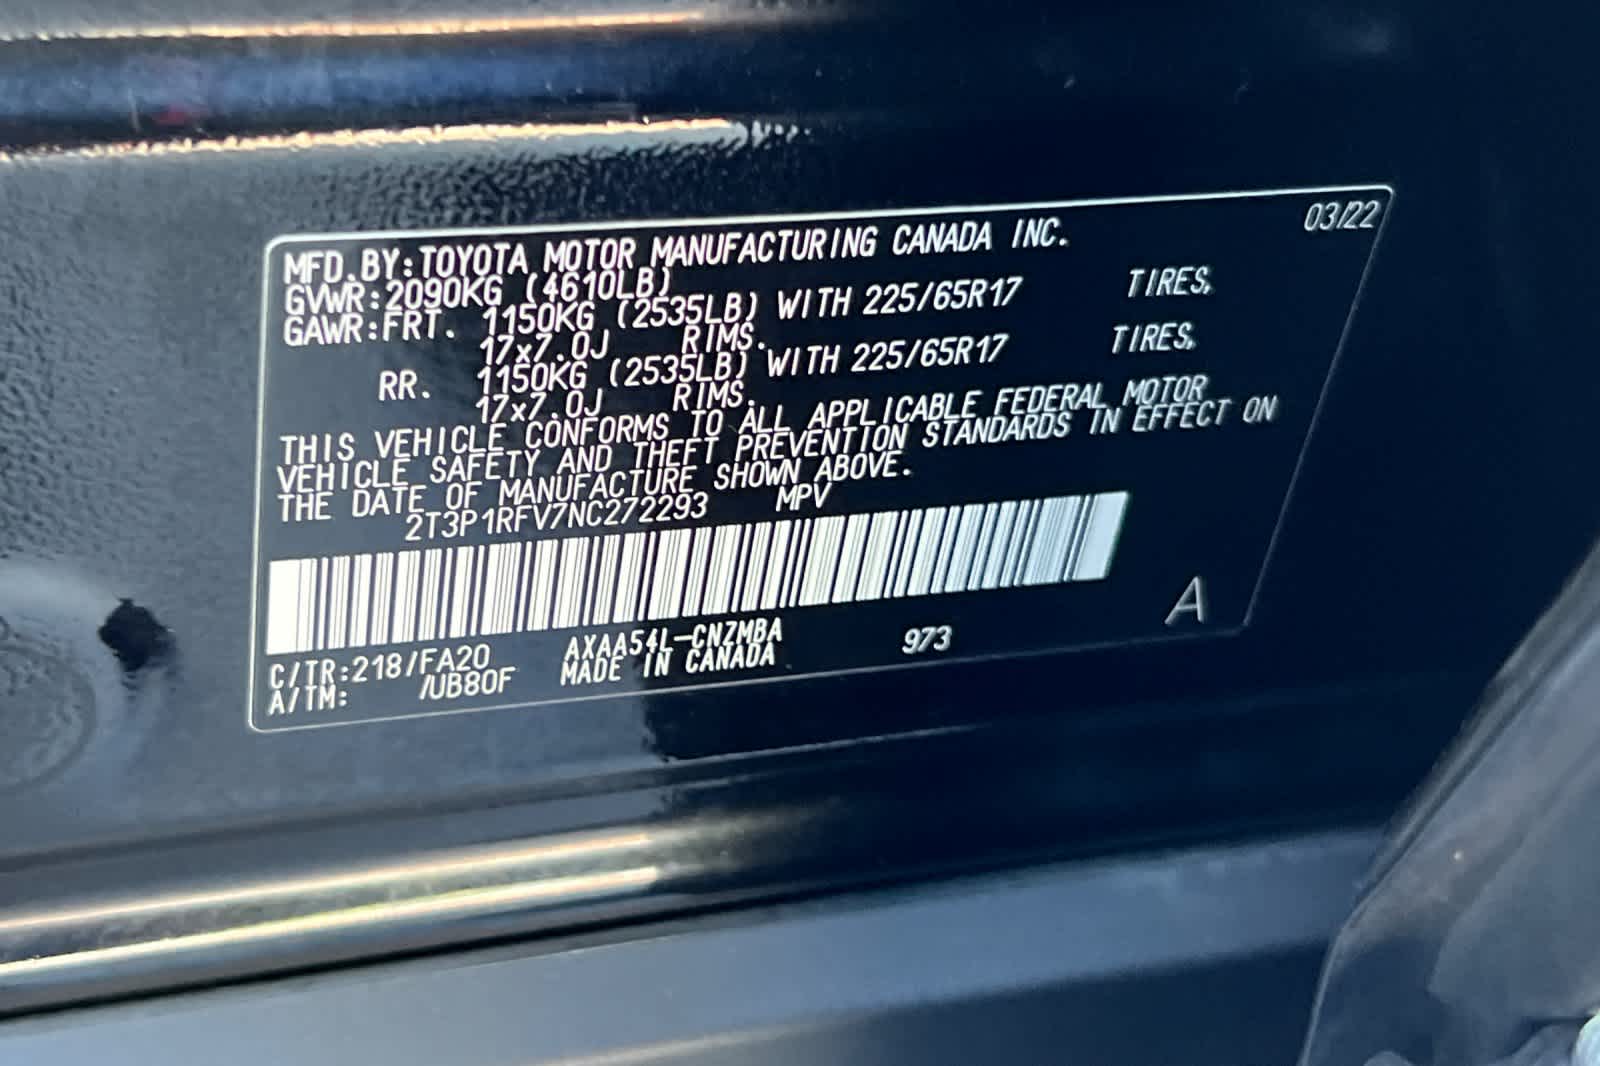 03/22
MFD.BY:TOYOTA MOTOR MANUFACTURING CANADA INC.
GVWR:2090KG (4610LB)
GAWR:FRT. 1150KG (2535LB) WITH 225/65R17 TIRES,
17x7.0J RIMS.
RR. 1150KG (2535LB) WITH 225/65R17 TIRES,
17x7.0J RIMS.
THIS VEHICLE CONFORMS TO ALL APPLICABLE FEDERAL MOTOR
VEHICLE SAFETY AND THEFT PREVENTION STANDARDS IN EFFECT ON
THE DATE OF MANUFACTURE SHOWN ABOVE.
2T3P1RFV7NC272293 MPV
A
C/TR:218/FA20 AXAA54L-CNZMBA 973
A/TM: /UB80F MADE IN CANADA